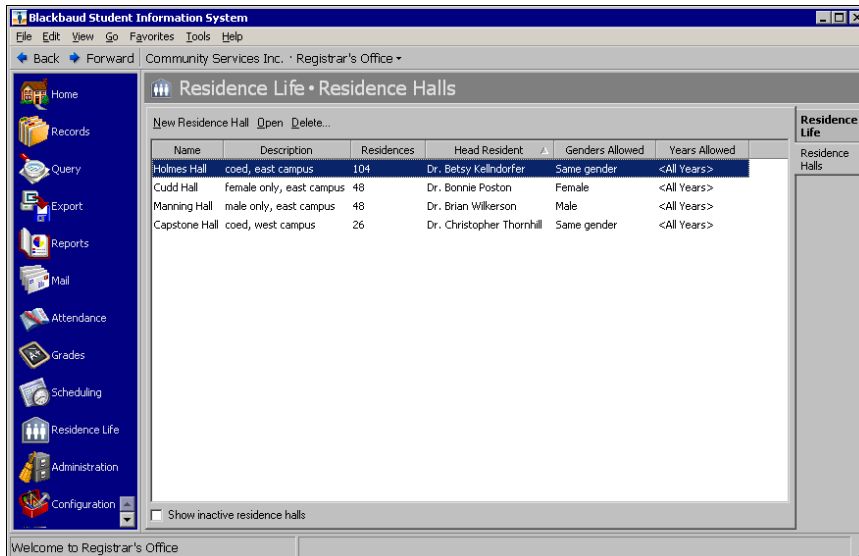 Blackbaud Student Information System
File Edit View Go Favorites Tools Help
Back Forward Community Services Inc. · Registrar's Office
Home
Records
Query
Export
Reports
Mail
Attendance
Grades
Scheduling
Residence Life
Administration
Configuration
Residence Life • Residence Halls
New Residence Hall Open Delete...
Name Description Residences Head Resident Genders Allowed Years Allowed
Holmes Hall coed, east campus 104 Dr. Betsy Kellndorfer Same gender <All Years>
Cudd Hall female only, east campus 48 Dr. Bonnie Poston Female <All Years>
Manning Hall male only, east campus 48 Dr. Brian Wilkerson Male <All Years>
Capstone Hall coed, west campus 26 Dr. Christopher Thornhill Same gender <All Years>
Show inactive residence halls
Residence
Life
Residence
Halls
Welcome to Registrar's Office